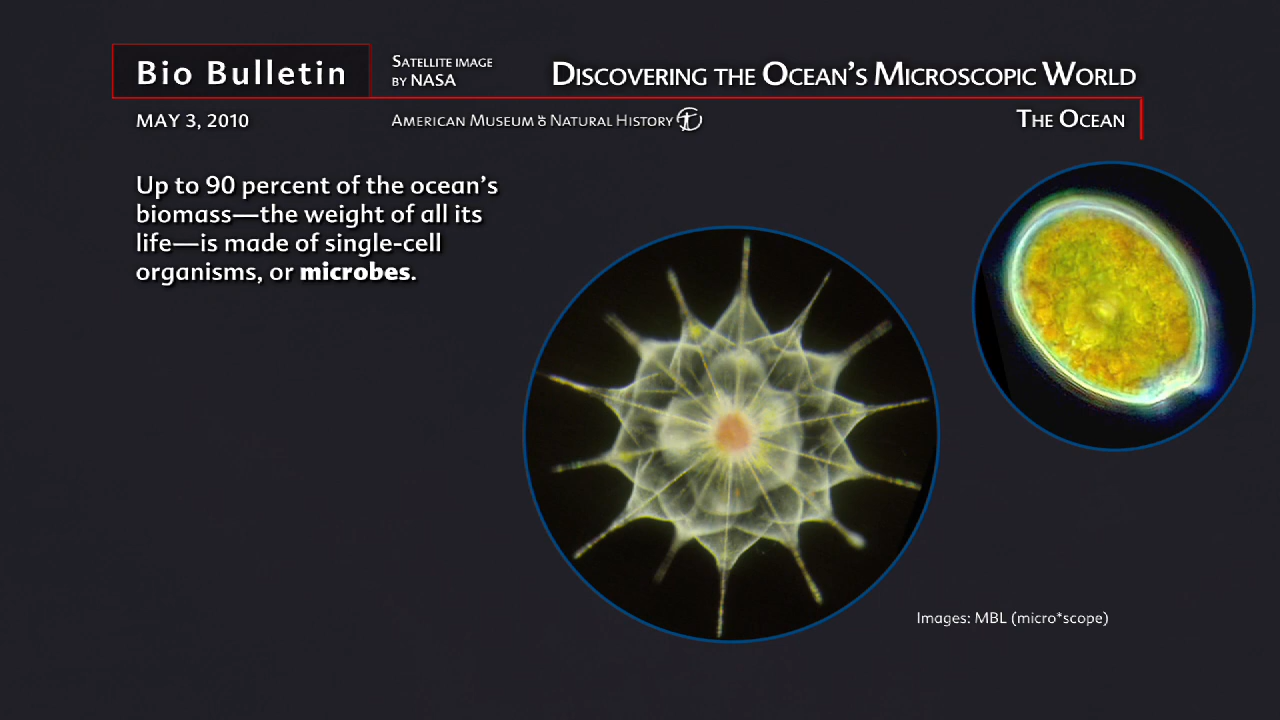 Bio Bulletin
SATELLITE IMAGE
BY NASA
DISCOVERING THE OCEAN'S MICROSCOPIC WORLD
MAY 3, 2010
AMERICAN MUSEUM & NATURAL HISTORY
THE OCEAN
Up to 90 percent of the ocean's
biomass—the weight of all its
life—is made of single-cell
organisms, or microbes.
Images: MBL (micro*scope)